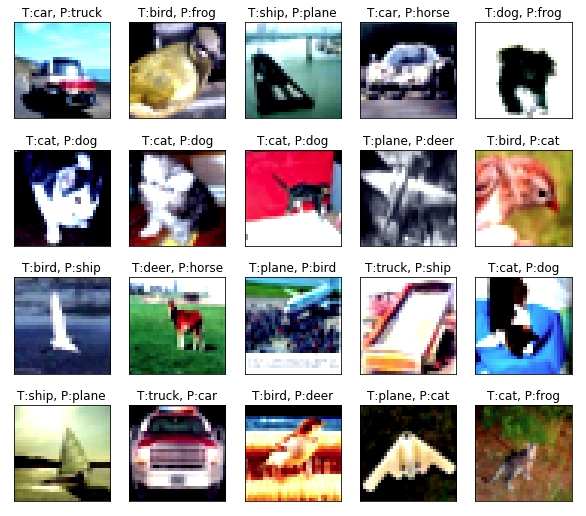 T:car, P:truck
T:bird, P:frog
T:ship, P:plane
T:car, P:horse
T:dog, P:frog
T:cat, P:dog
T:cat, P:dog
T:cat, P:dog
T:plane, P:deer
T:bird, P:cat
T:bird, P:ship
T:deer, P:horse
T:plane, P:bird
T:truck, P:ship
T:cat, P:dog
T:ship, P:plane
T:truck, P:car
T:bird, P:deer
T:plane, P:cat
T:cat, P:frog